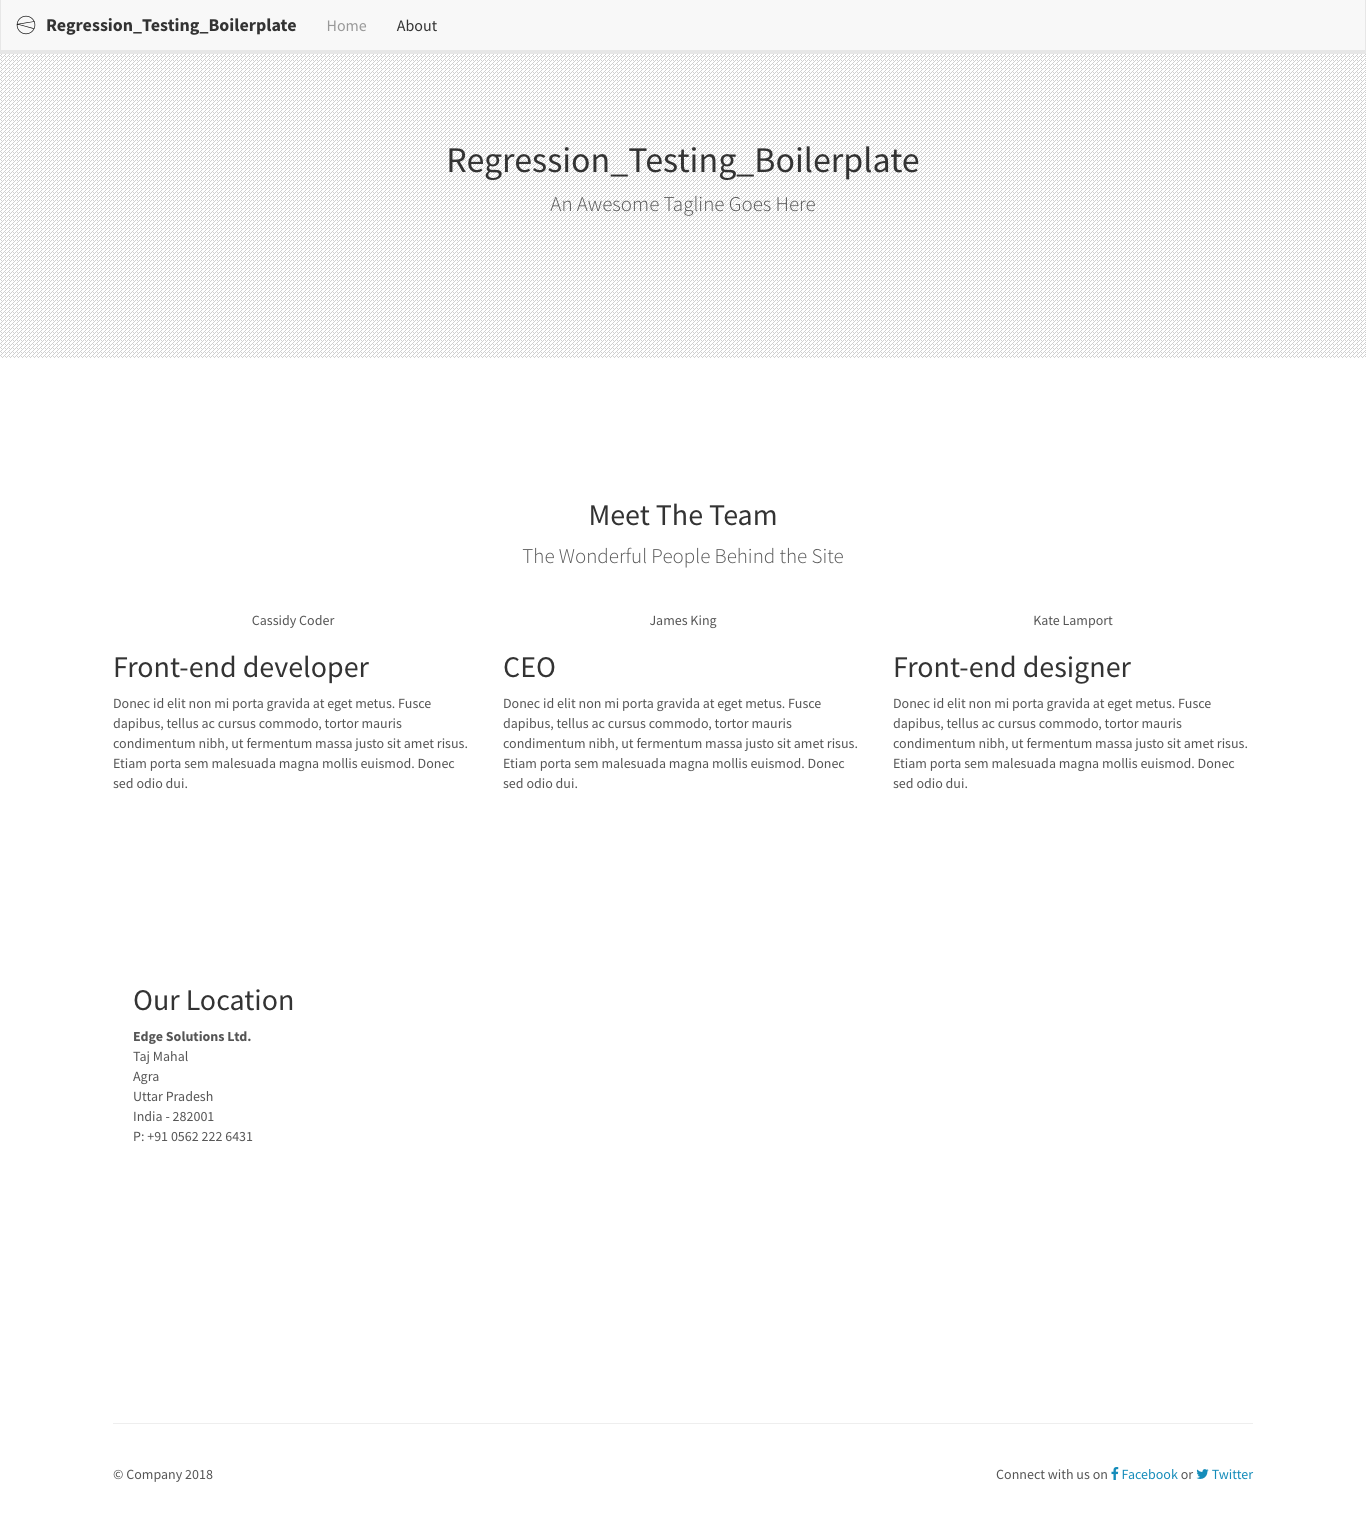 Regression_Testing_Boilerplate Home About
Regression_Testing_Boilerplate
An Awesome Tagline Goes Here
Meet The Team
The Wonderful People Behind the Site
Cassidy Coder
Front-end developer
Donec id elit non mi porta gravida at eget metus. Fusce
dapibus, tellus ac cursus commodo, tortor mauris
condimentum nibh, ut fermentum massa justo sit amet risus.
Etiam porta sem malesuada magna mollis euismod. Donec
sed odio dui.
James King
CEO
Donec id elit non mi porta gravida at eget metus. Fusce
dapibus, tellus ac cursus commodo, tortor mauris
condimentum nibh, ut fermentum massa justo sit amet risus.
Etiam porta sem malesuada magna mollis euismod. Donec
sed odio dui.
Kate Lamport
Front-end designer
Donec id elit non mi porta gravida at eget metus. Fusce
dapibus, tellus ac cursus commodo, tortor mauris
condimentum nibh, ut fermentum massa justo sit amet risus.
Etiam porta sem malesuada magna mollis euismod. Donec
sed odio dui.
Our Location
Edge Solutions Ltd.
Taj Mahal
Agra
Uttar Pradesh
India - 282001
P: +91 0562 222 6431
© Company 2018
Connect with us on Facebook or Twitter